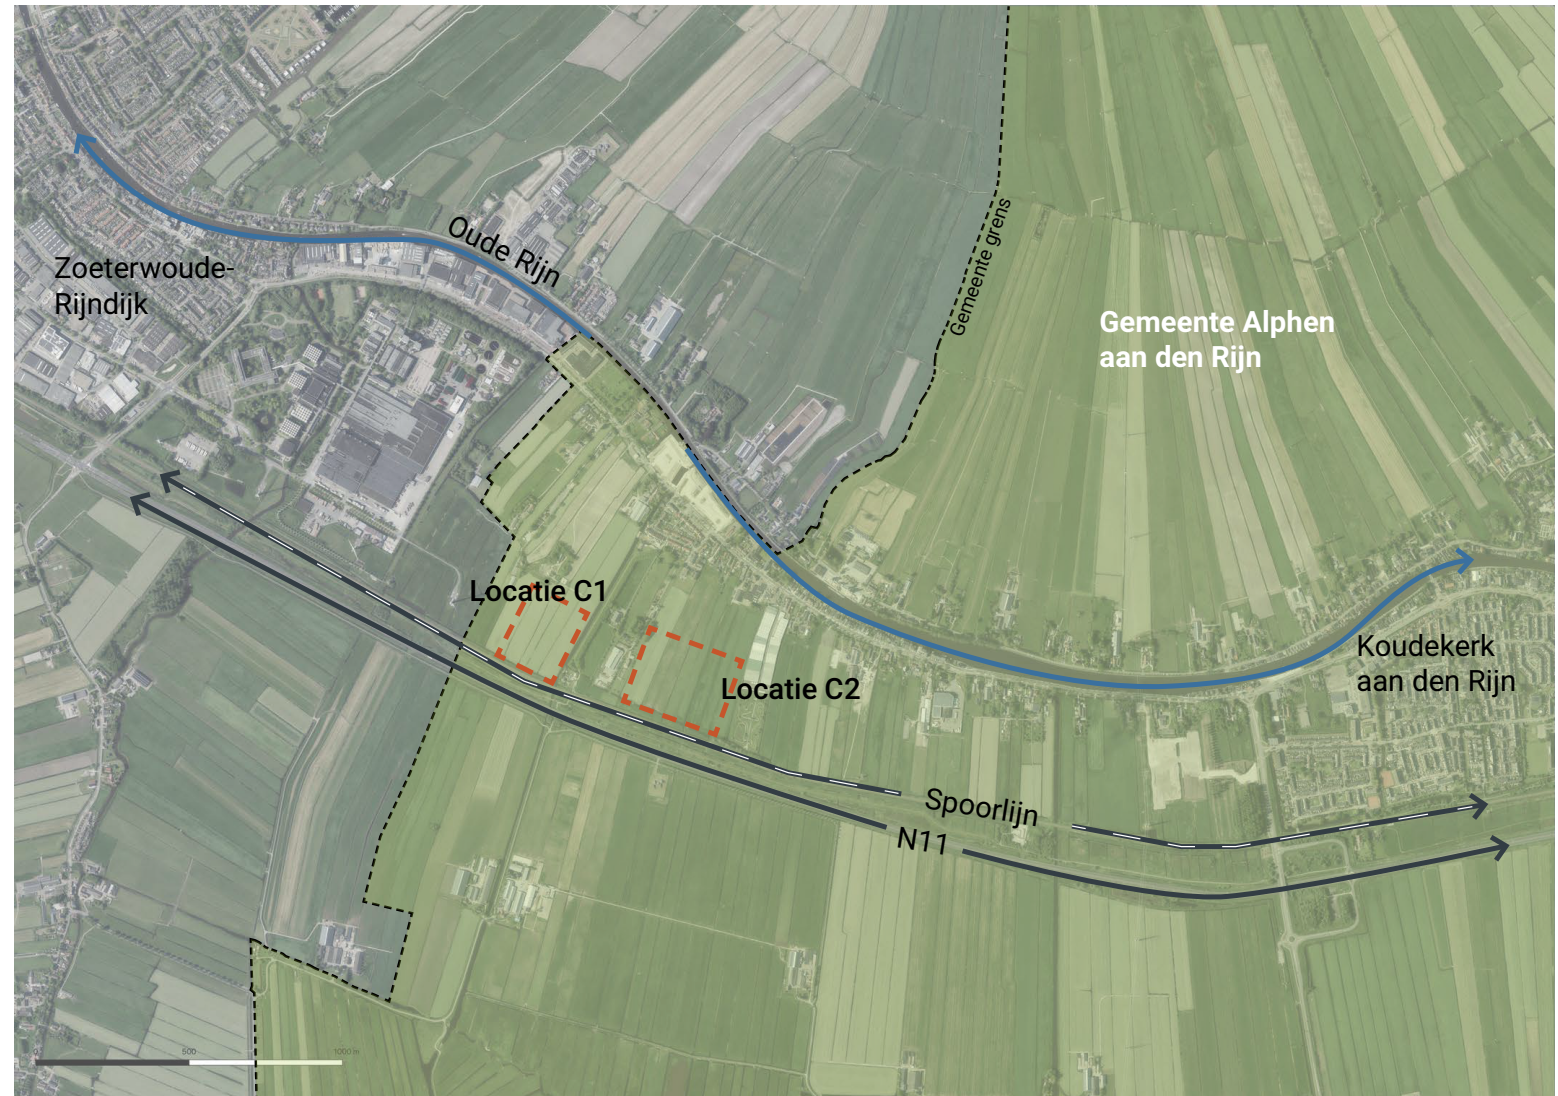 Oude Rijn
Zoeterwoude-
Rijndijk
Gemeente grens
Gemeente Alphen
aan den Rijn
Locatie C1
Locatie C2
Koudekerk
aan den Rijn
Spoorlijn
N11
0
500
1000 m